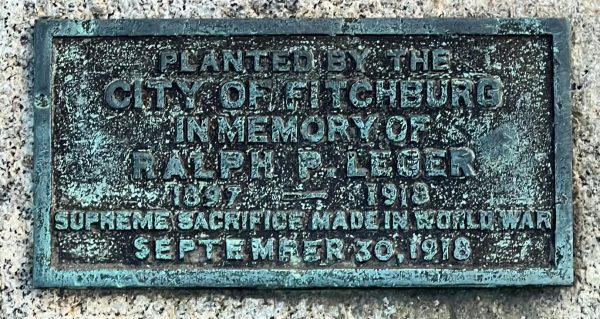 PLANTED BY THE
CITY OF FITCHBURG
IN MEMORY OF
RALPH P. LEGER
1897 — 1918
SUPREME SACRIFICE MADE IN WORLD WAR
SEPTEMBER 30, 1918